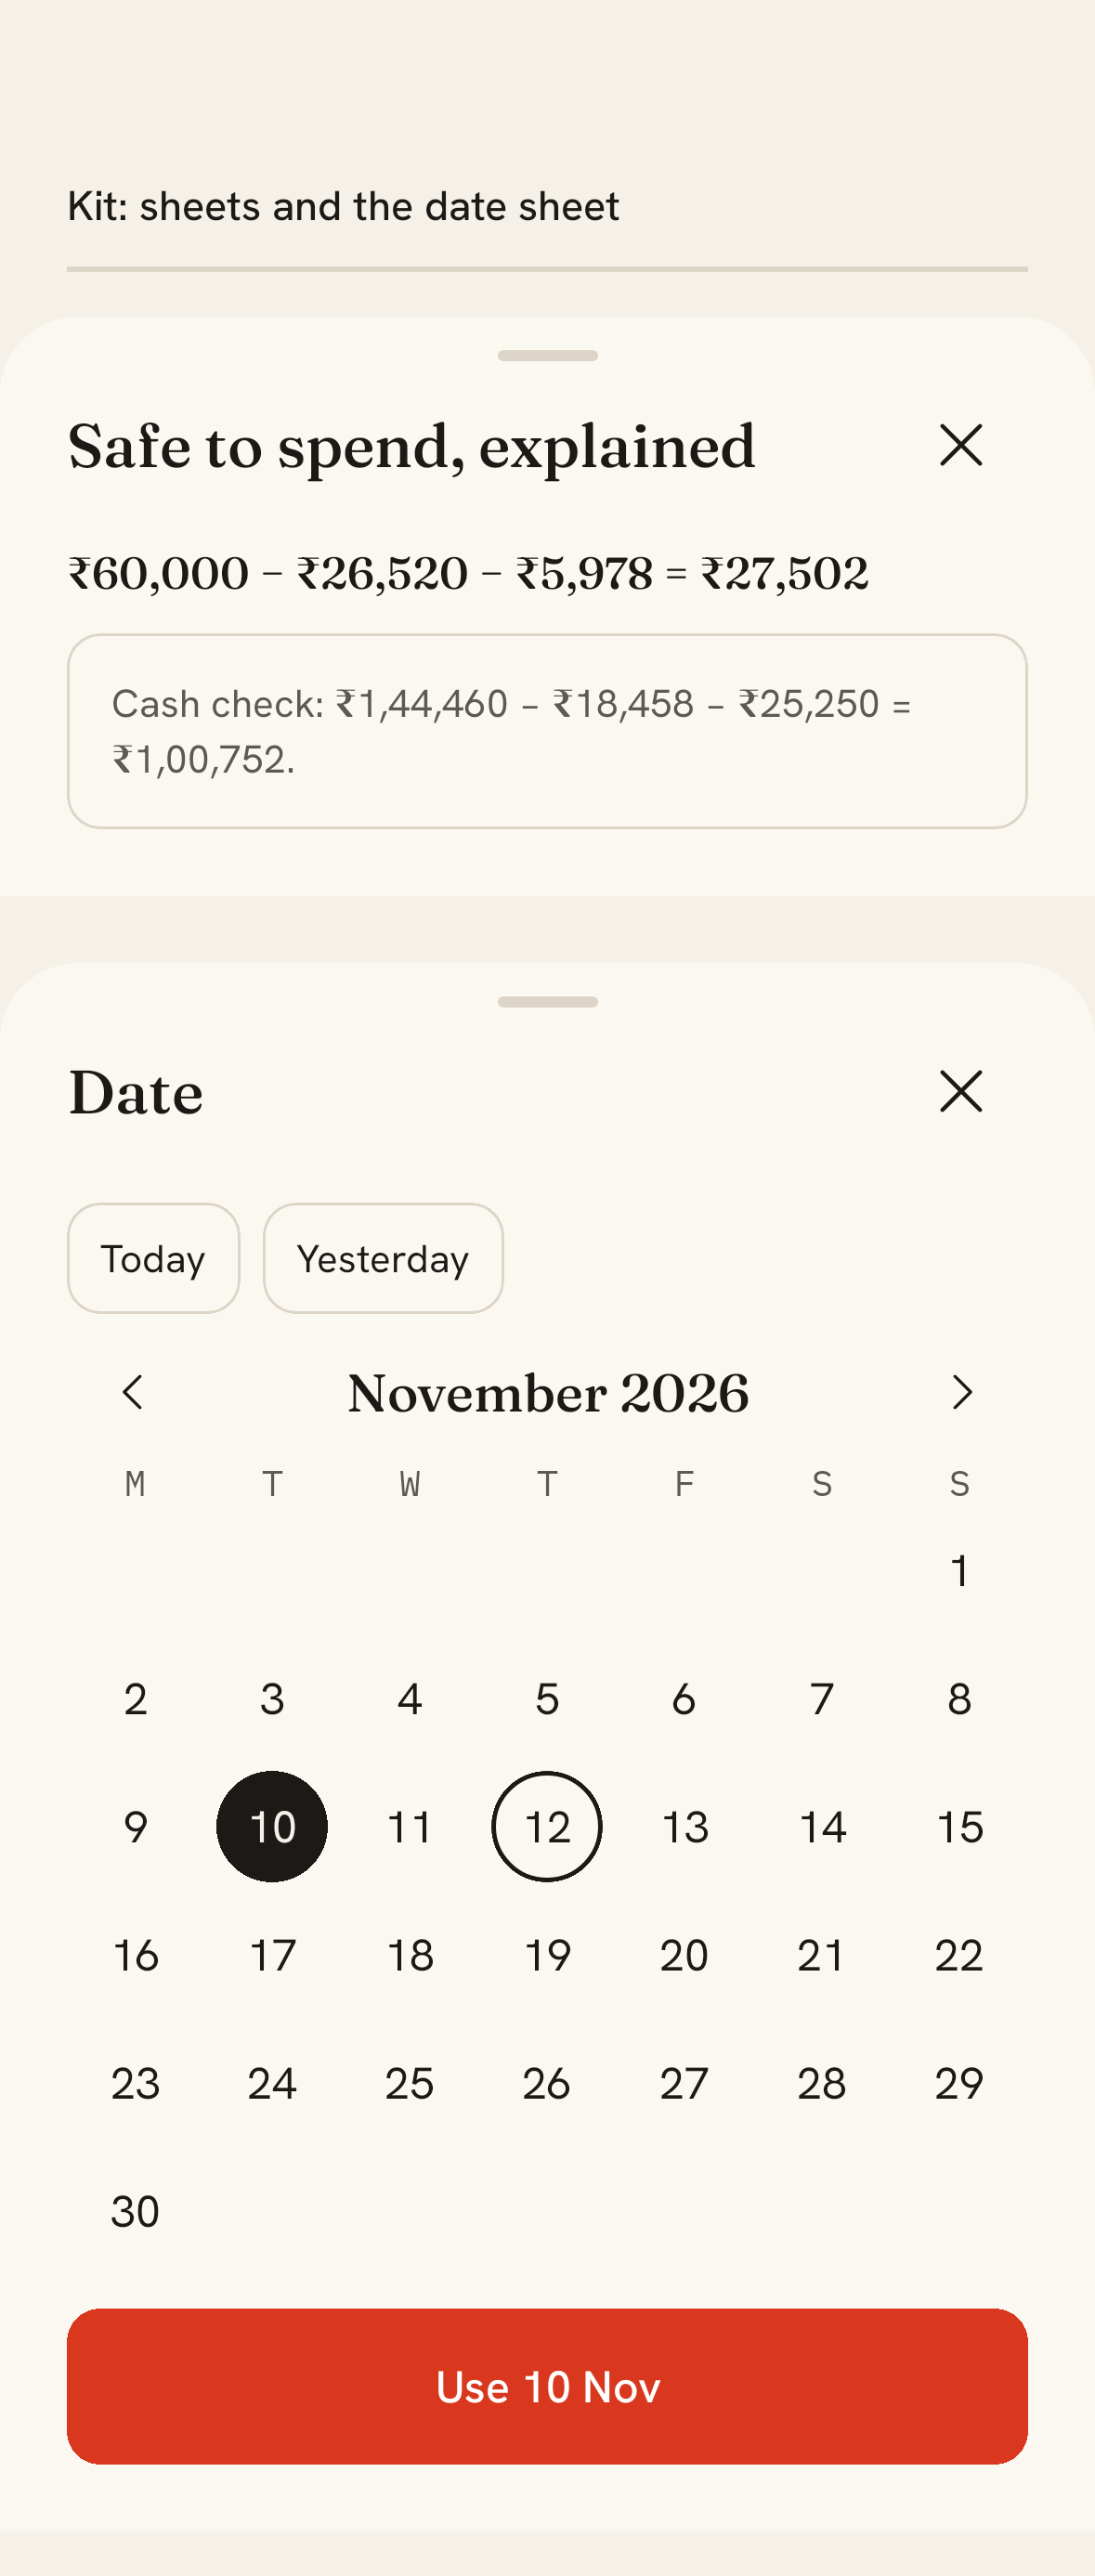 Kit: sheets and the date sheet
Safe to spend, explained
₹60,000 – ₹26,520 – ₹5,978 = ₹27,502
Cash check: ₹1,44,460 – ₹18,458 – ₹25,250 =
₹1,00,752.
Date
Today Yesterday
November 2026
M T W T F S S
1
2 3 4 5 6 7 8
9 10 11 12 13 14 15
16 17 18 19 20 21 22
23 24 25 26 27 28 29
30
Use 10 Nov